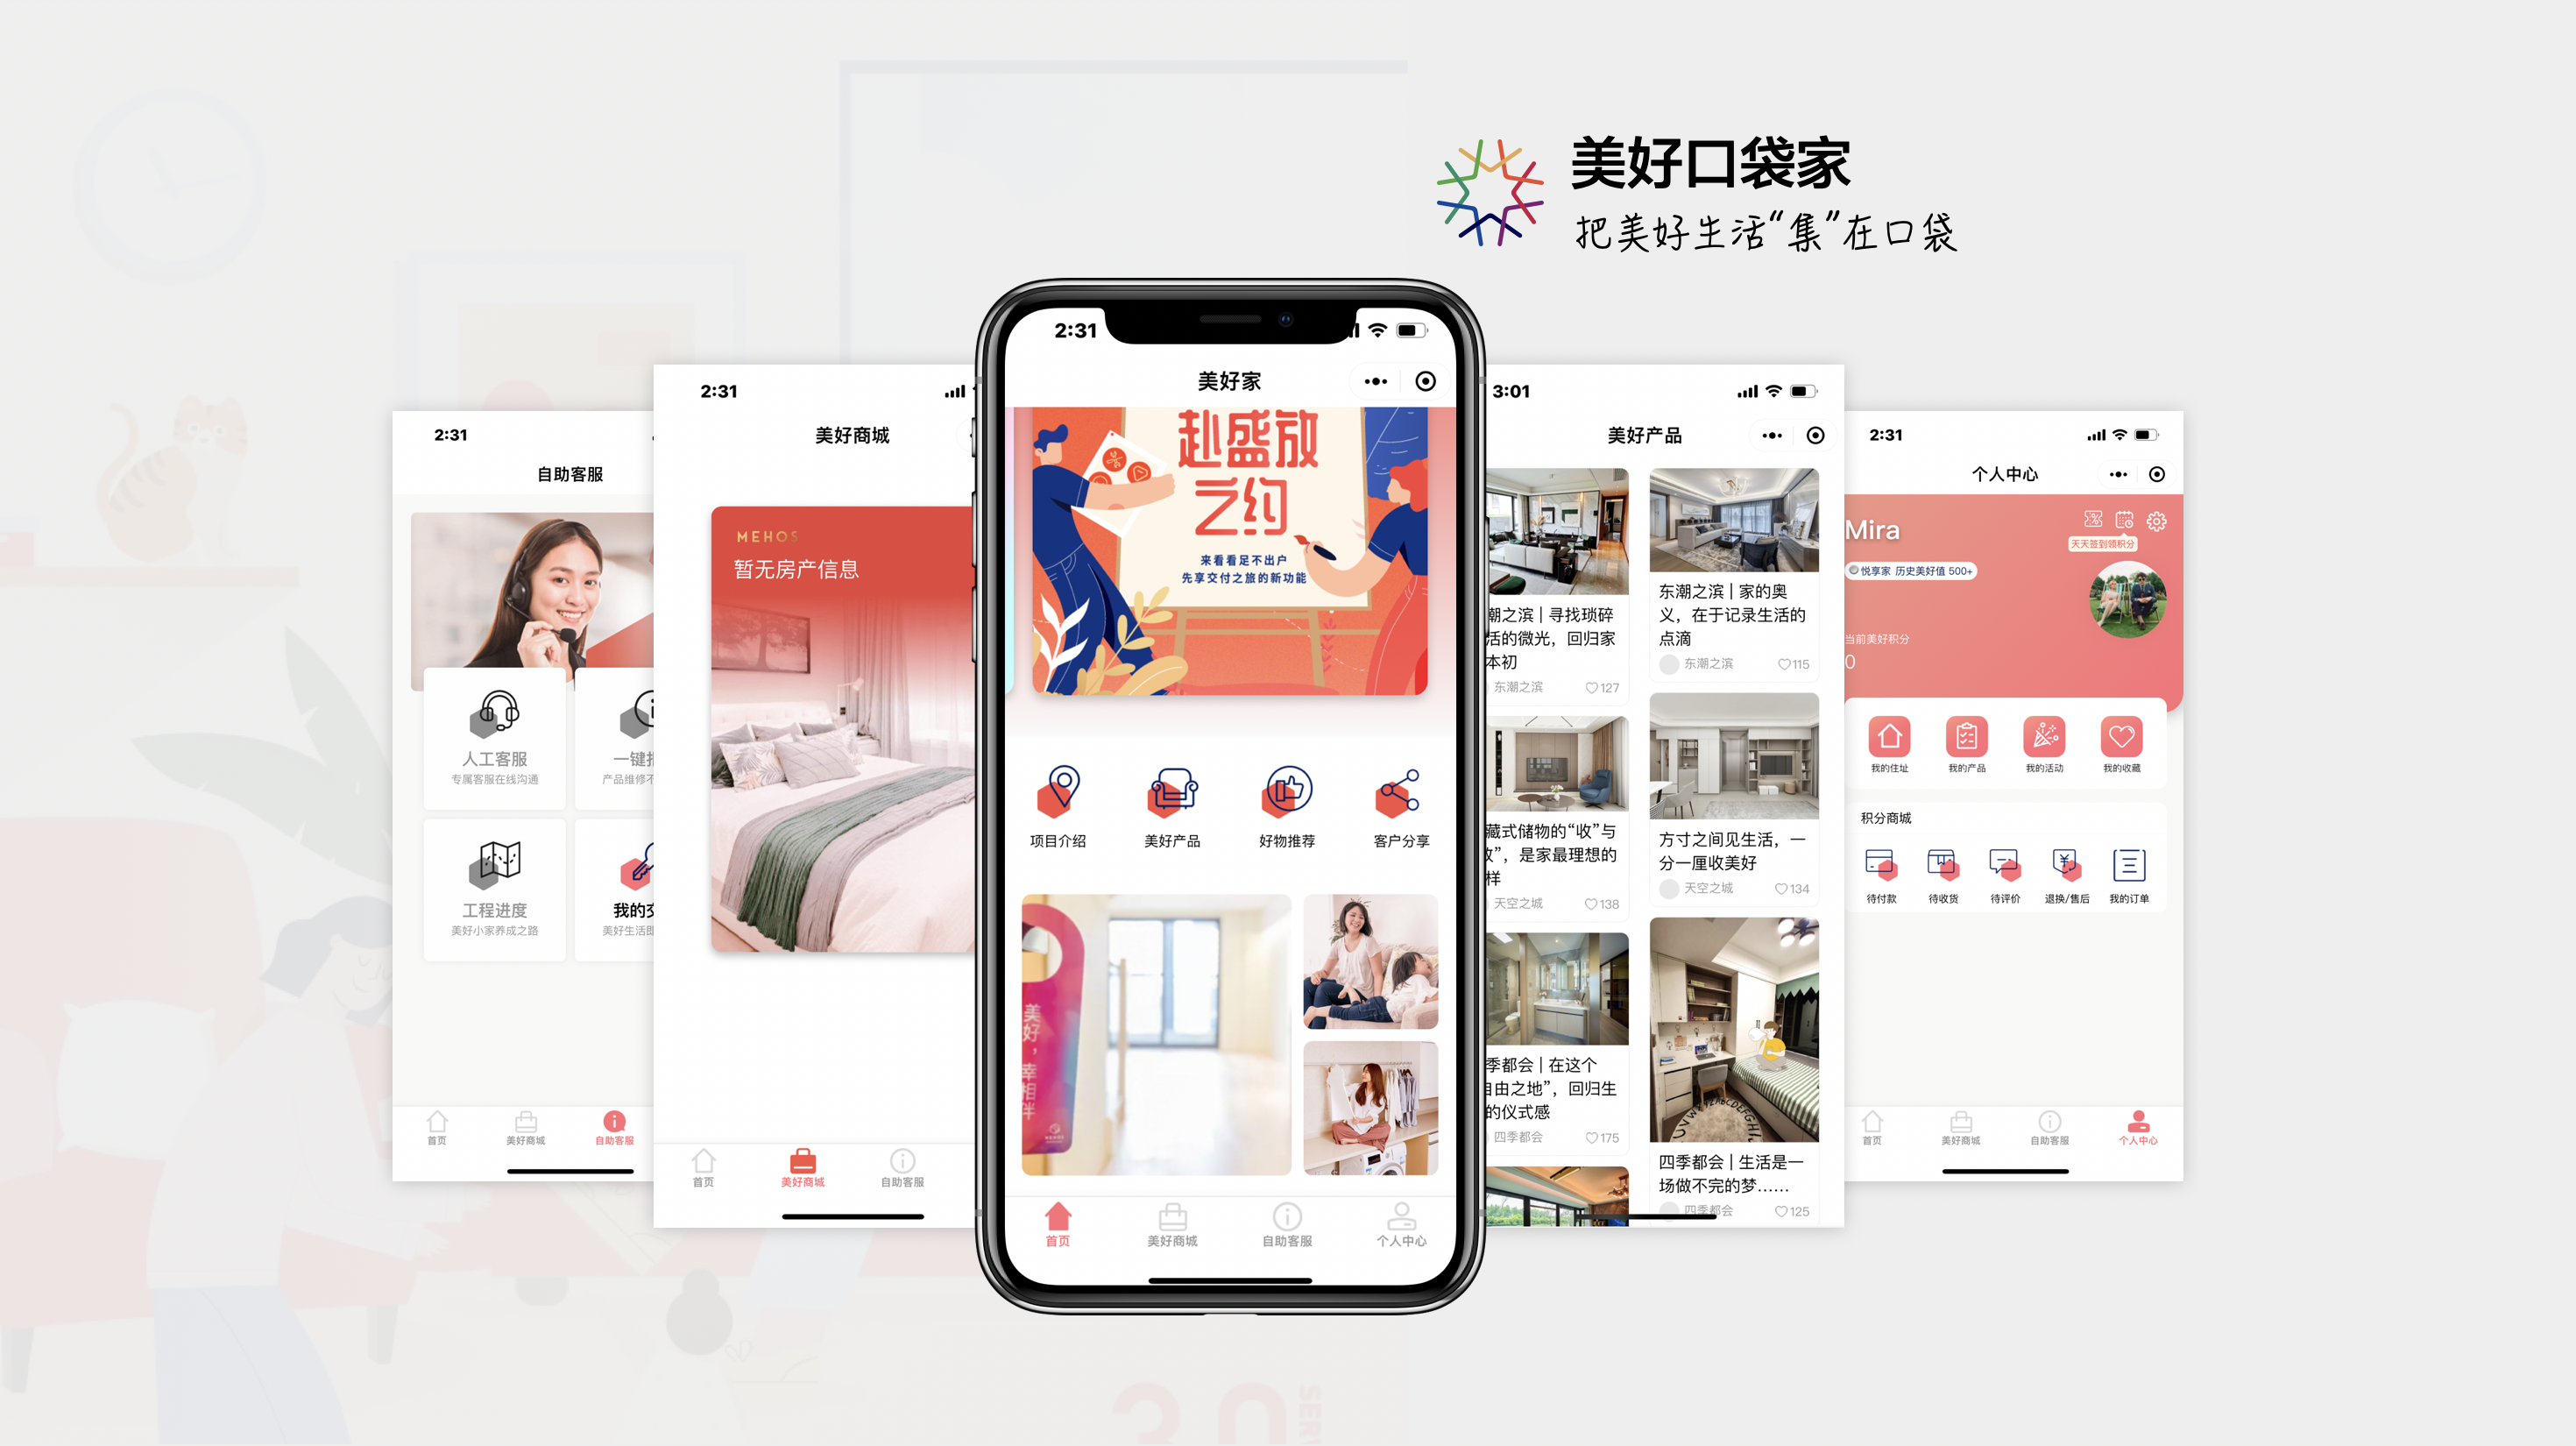 美好口袋家
把美好生活“集”在口袋
2:31
自助客服
人工客服
专属客服在线沟通
一键
产品维修不
工程进度
美好小家养成之路
我的
美好生活
首页
美好商城
自助客服
2:31
美好商城
MEHOS
暂无房产信息
首页
美好商城
自助客服
2:31
美好家
赴盛放
之约
来看看足不出户
先享交付之旅的新功能
项目介绍
美好产品
好物推荐
客户分享
美好，幸相伴
首页
美好商城
自助客服
个人中心
3:01
美好产品
潮之滨 | 寻找琐碎
活的微光，回归家
本初
东潮之滨
127
藏式储物的“收”与
”，是家最理想的
样
天空之城
138
季都会 | 在这个
自由之地”，回归生
的仪式感
四季都会
175
东潮之滨 | 家的奥
义，在于记录生活的
点滴
东潮之滨
115
方寸之间见生活，一
分一厘收美好
天空之城
134
四季都会 | 生活是一
场做不完的梦……
四季都会
125
2:31
个人中心
Mira
天天签到领积分
悦享家 历史美好值 500+
当前美好积分
0
我的住址
我的产品
我的活动
我的收藏
积分商城
待付款
待收货
待评价
退换/售后
我的订单
首页
美好商城
自助客服
个人中心
3.0